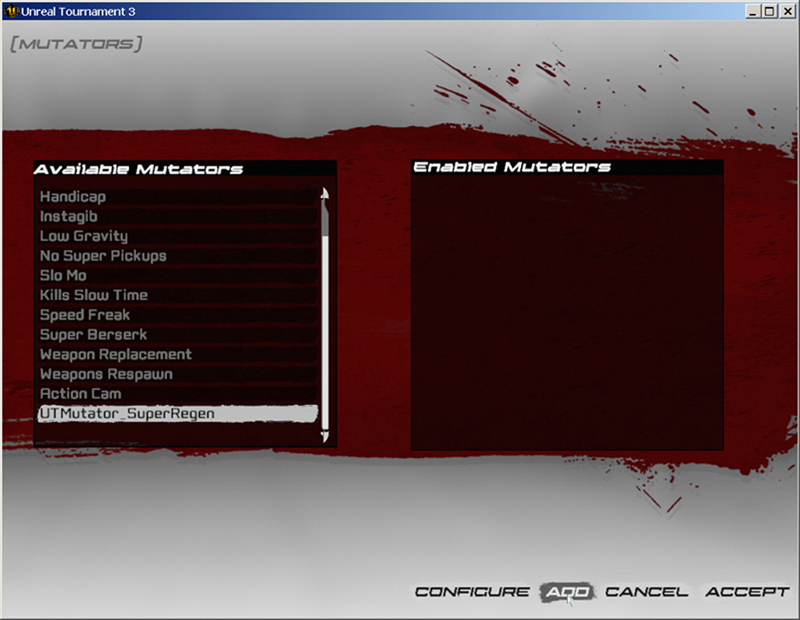 Unreal Tournament 3
[MUTATORS]
Available Mutators
Handicap
Instagib
Low Gravity
No Super Pickups
Slo Mo
Kills Slow Time
Speed Freak
Super Berserk
Weapon Replacement
Weapons Respawn
Action Cam
UTMutator_SuperRegen
Enabled Mutators
CONFIGURE ADD CANCEL ACCEPT